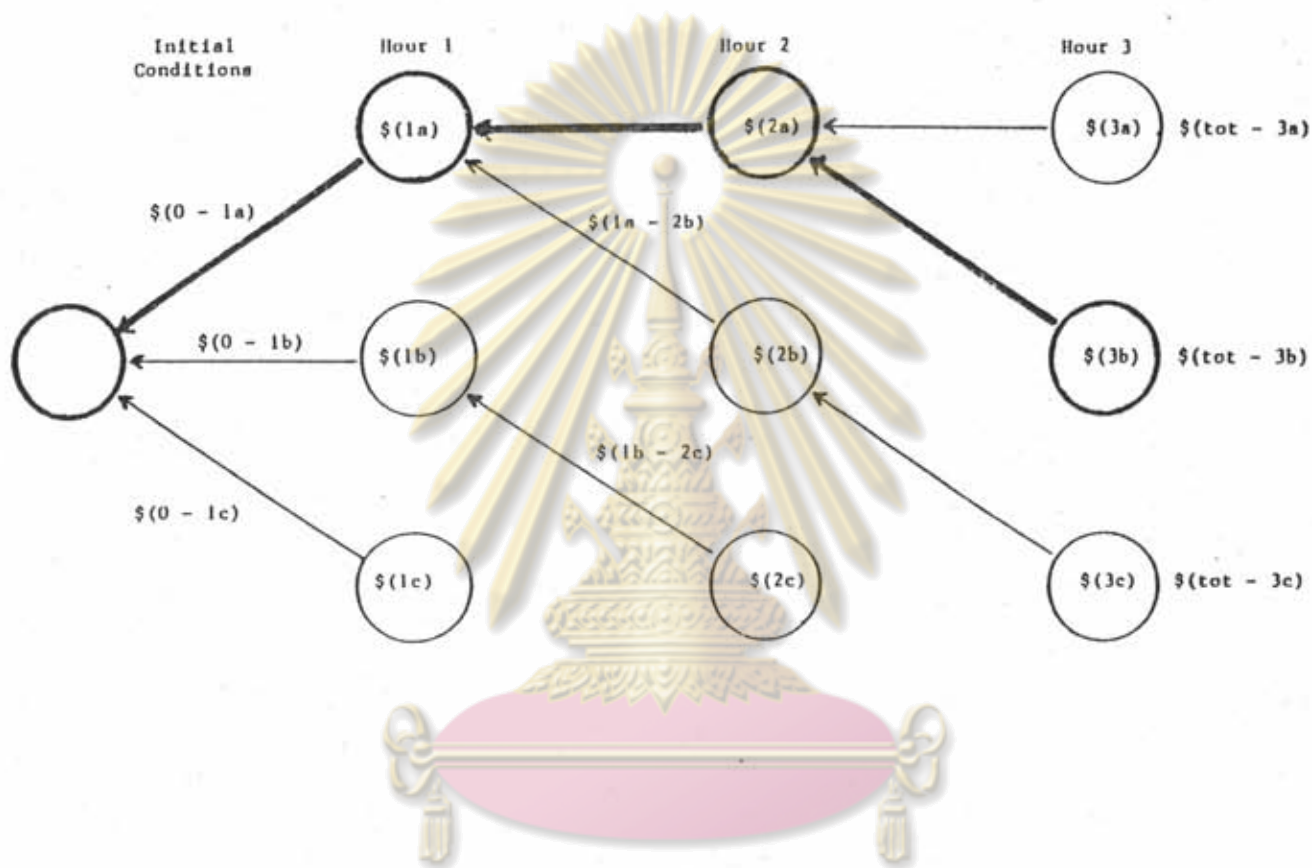 Initial
Conditions
Hour 1
Hour 2
Hour 3
$(1a)
$(2a)
$(3a)
$(tot - 3a)
$(0 - 1a)
$(1a - 2b)
$(0 - 1b)
$(1b)
$(2b)
$(3b)
$(tot - 3b)
$(1b - 2c)
$(0 - 1c)
$(1c)
$(2c)
$(3c)
$(tot - 3c)